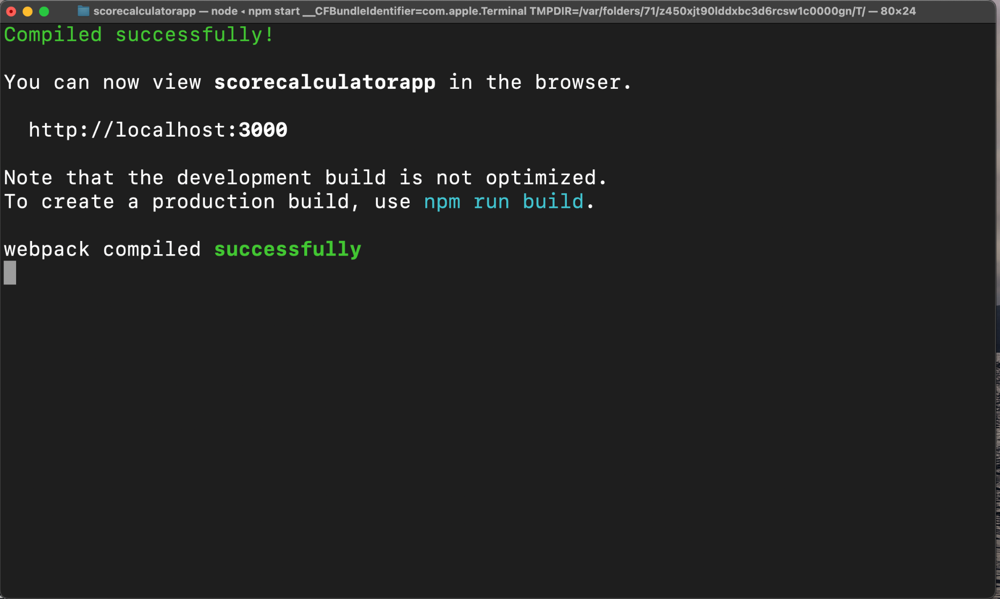 scorecalculatorapp — node ◂ npm start __CFBundleIdentifier=com.apple.Terminal TMPDIR=/var/folders/71/z450xjt90lddxbc3d6rcsw1c0000gn/T/ — 80×24
Compiled successfully!
You can now view scorecalculatorapp in the browser.
http://localhost:3000
Note that the development build is not optimized.
To create a production build, use npm run build.
webpack compiled successfully